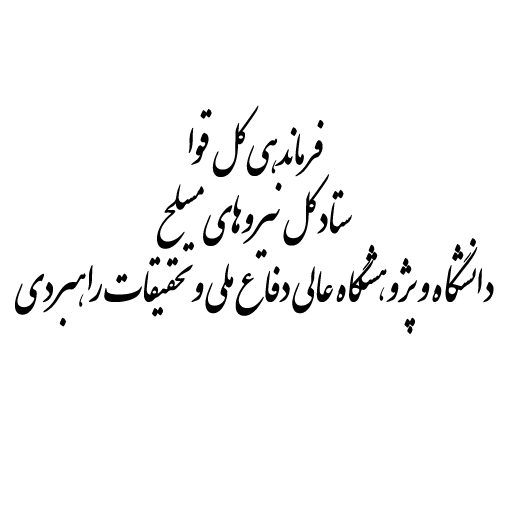 فرماندهی کل قوا
ستاد کل نیروهای مسلح
دانشگاه و پژوهشگاه عالی دفاع ملی و تحقیقات راهبردی